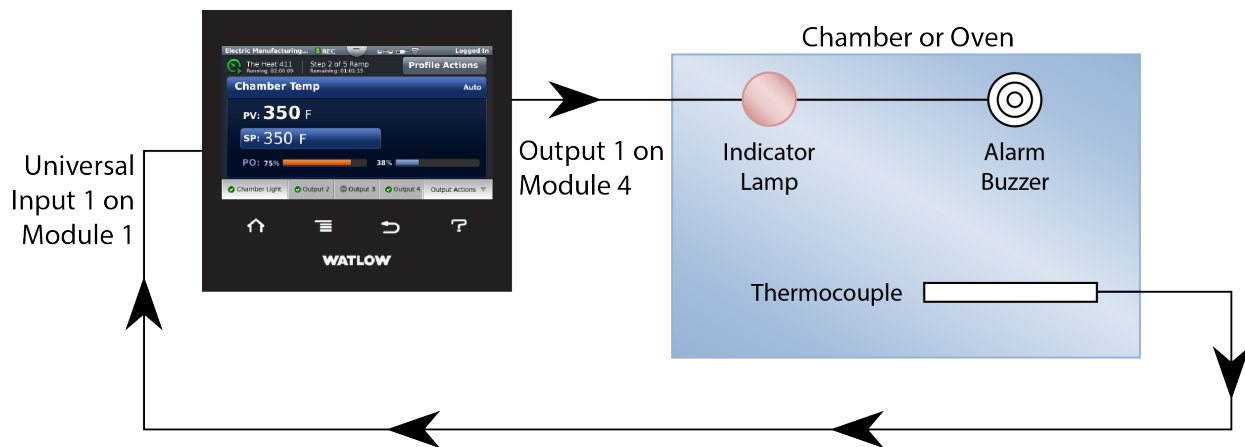 Chamber or Oven
Electric Manufacturing... REC Logged In
The Heat 411 Step 2 of 5 Ramp Profile Actions
Running: 02:00:09 Remaining: 01:01:15
Chamber Temp Auto
PV: 350 F
SP: 350 F
PO: 75% 38%
Chamber Light Output 2 Output 3 Output 4 Output Actions
WATLOW
Universal
Input 1 on
Module 1
Output 1 on
Module 4
Indicator
Lamp
Alarm
Buzzer
Thermocouple